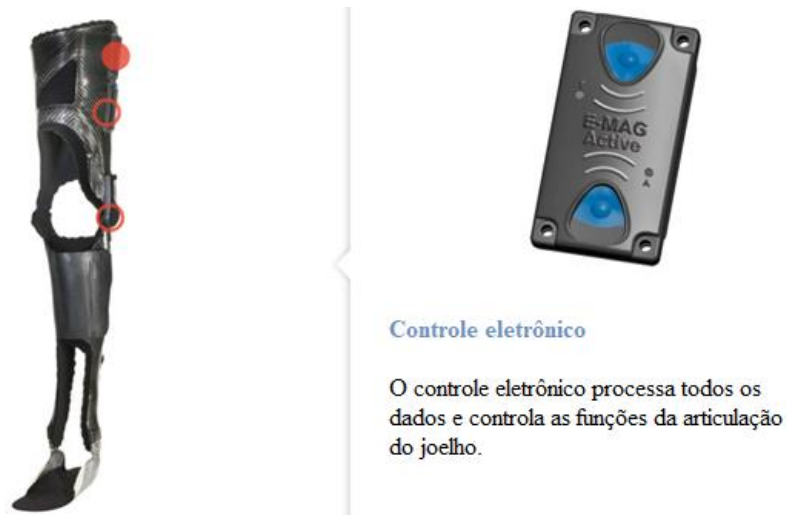 E-MAG
Active
A
Controle eletrônico
O controle eletrônico processa todos os
dados e controla as funções da articulação
do joelho.